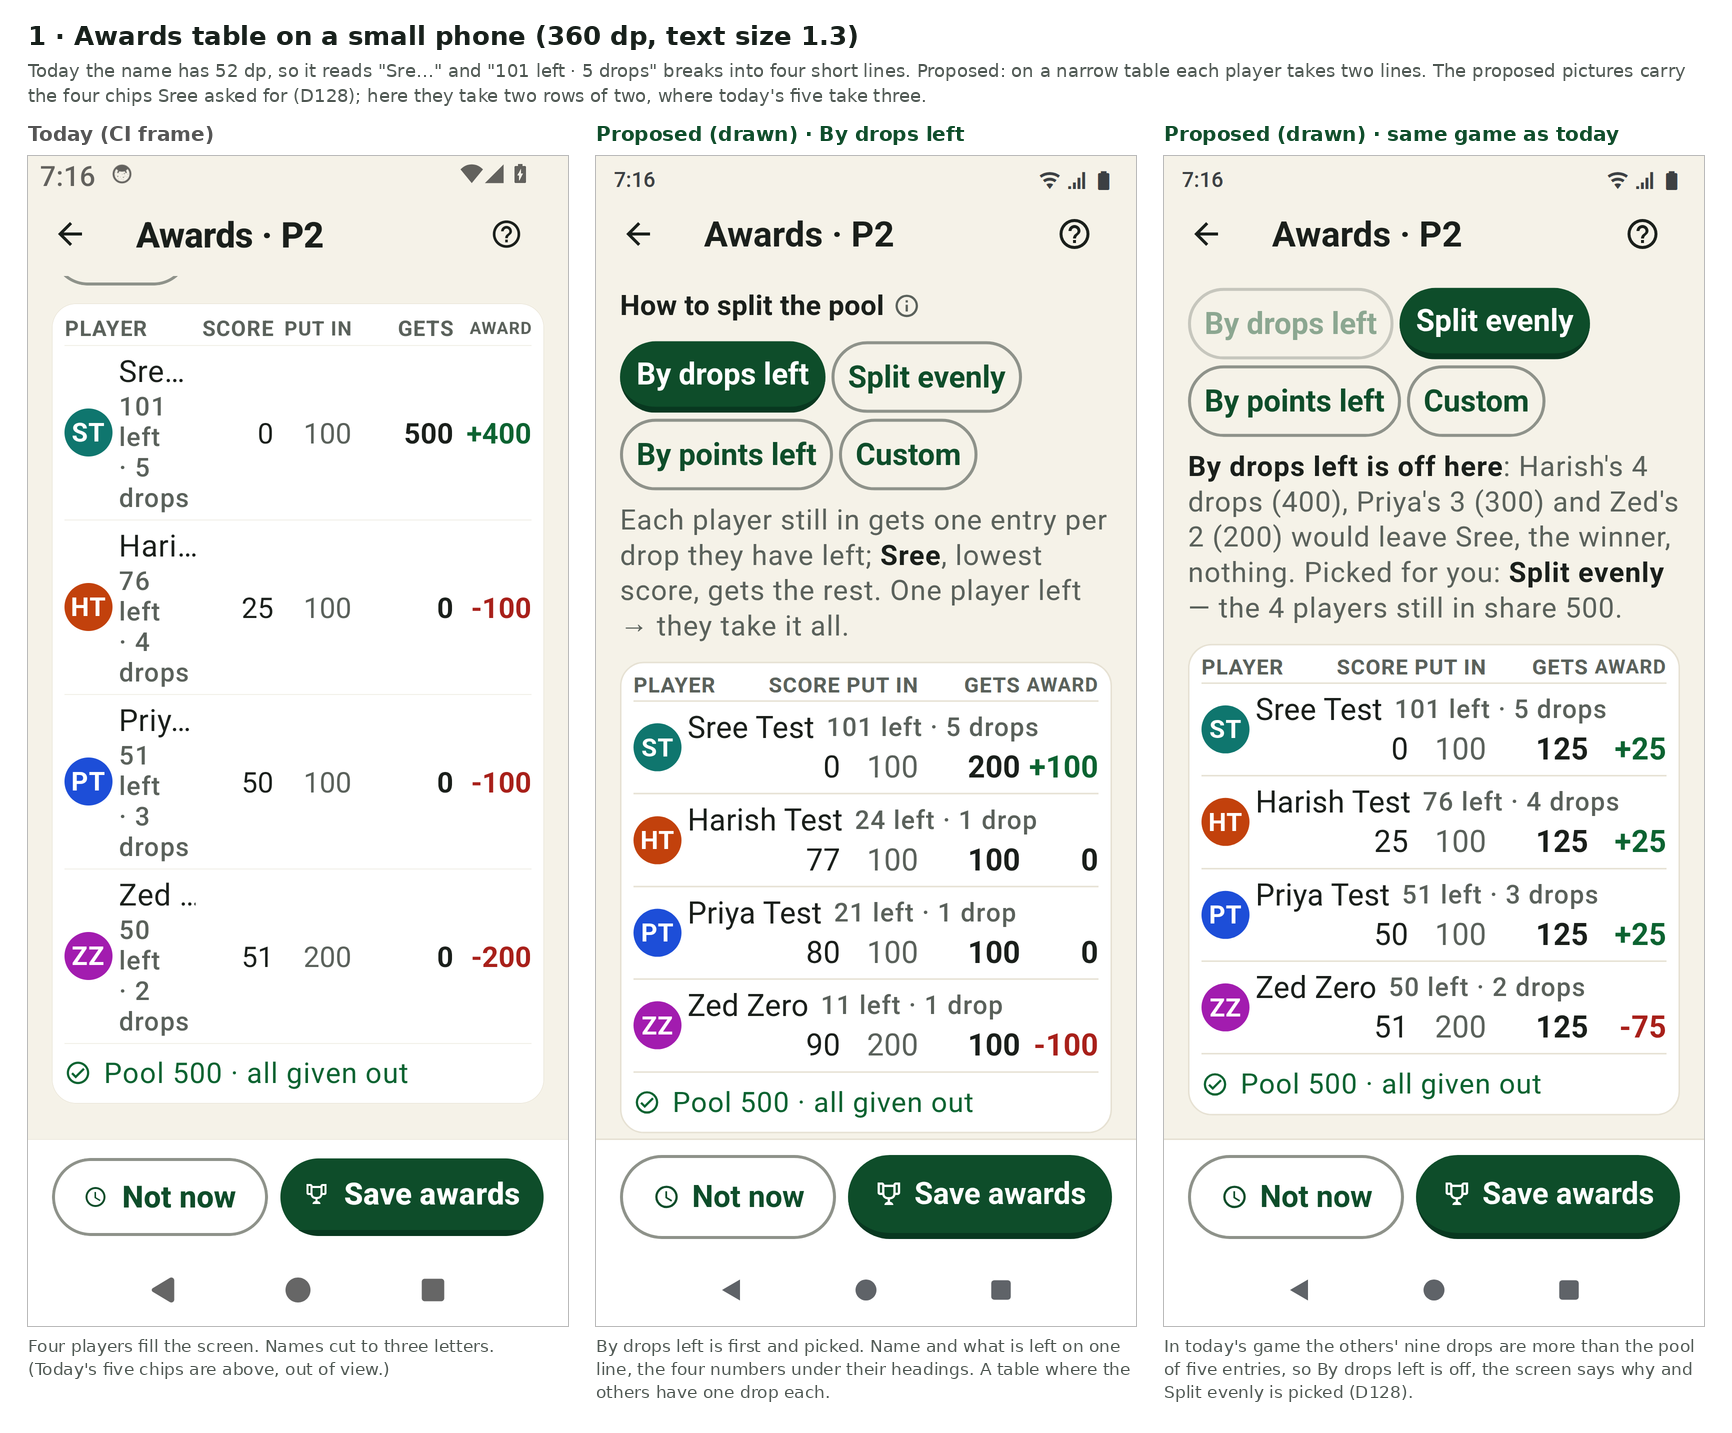 1 · Awards table on a small phone (360 dp, text size 1.3)
Today the name has 52 dp, so it reads "Sre…" and "101 left · 5 drops" breaks into four short lines. Proposed: on a narrow table each player takes two lines. The proposed pictures carry
the four chips Sree asked for (D128); here they take two rows of two, where today's five take three.
Today (CI frame)
7:16
Awards · P2
PLAYER SCORE PUT IN GETS AWARD
Sre…
101
left
· 5
drops
ST 0 100 500 +400
Hari…
76
left
· 4
drops
HT 25 100 0 -100
Priy…
51
left
· 3
drops
PT 50 100 0 -100
Zed …
50
left
· 2
drops
ZZ 51 200 0 -200
Pool 500 · all given out
Not now Save awards
Four players fill the screen. Names cut to three letters.
(Today's five chips are above, out of view.)
Proposed (drawn) · By drops left
7:16
Awards · P2
How to split the pool
By drops left Split evenly
By points left Custom
Each player still in gets one entry per
drop they have left; Sree, lowest
score, gets the rest. One player left
→ they take it all.
PLAYER SCORE PUT IN GETS AWARD
ST Sree Test 101 left · 5 drops
0 100 200 +100
HT Harish Test 24 left · 1 drop
77 100 100 0
PT Priya Test 21 left · 1 drop
80 100 100 0
ZZ Zed Zero 11 left · 1 drop
90 200 100 -100
Pool 500 · all given out
Not now Save awards
By drops left is first and picked. Name and what is left on one
line, the four numbers under their headings. A table where the
others have one drop each.
Proposed (drawn) · same game as today
7:16
Awards · P2
By drops left Split evenly
By points left Custom
By drops left is off here: Harish's 4
drops (400), Priya's 3 (300) and Zed's
2 (200) would leave Sree, the winner,
nothing. Picked for you: Split evenly
— the 4 players still in share 500.
PLAYER SCORE PUT IN GETS AWARD
ST Sree Test 101 left · 5 drops
0 100 125 +25
HT Harish Test 76 left · 4 drops
25 100 125 +25
PT Priya Test 51 left · 3 drops
50 100 125 +25
ZZ Zed Zero 50 left · 2 drops
51 200 125 -75
Pool 500 · all given out
Not now Save awards
In today's game the others' nine drops are more than the pool
of five entries, so By drops left is off, the screen says why and
Split evenly is picked (D128).